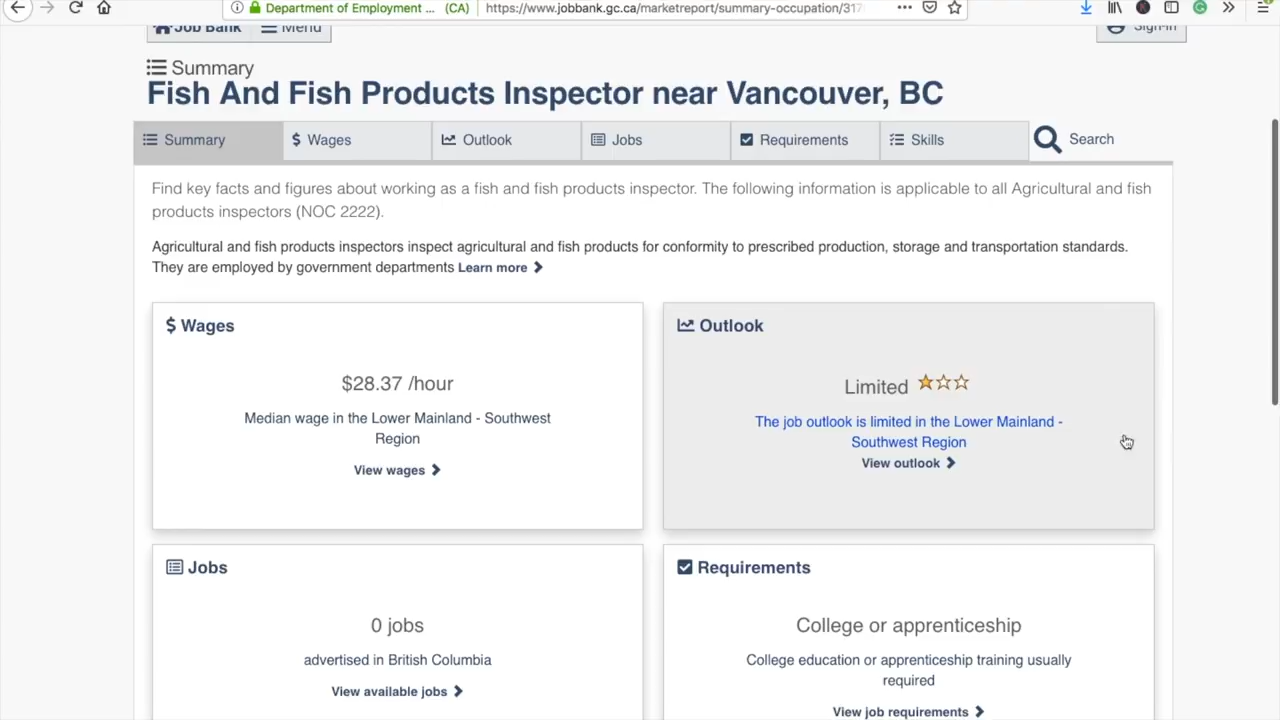 Department of Employment ... (CA) https://www.jobbank.gc.ca/marketreport/summary-occupation/317
Job Bank Menu Sign-in
Summary
Fish And Fish Products Inspector near Vancouver, BC
Summary $ Wages Outlook Jobs Requirements Skills Search
Find key facts and figures about working as a fish and fish products inspector. The following information is applicable to all Agricultural and fish
products inspectors (NOC 2222).
Agricultural and fish products inspectors inspect agricultural and fish products for conformity to prescribed production, storage and transportation standards.
They are employed by government departments Learn more
$ Wages
$28.37 /hour
Median wage in the Lower Mainland - Southwest
Region
View wages
Outlook
Limited
The job outlook is limited in the Lower Mainland -
Southwest Region
View outlook
Jobs
0 jobs
advertised in British Columbia
View available jobs
Requirements
College or apprenticeship
College education or apprenticeship training usually
required
View job requirements